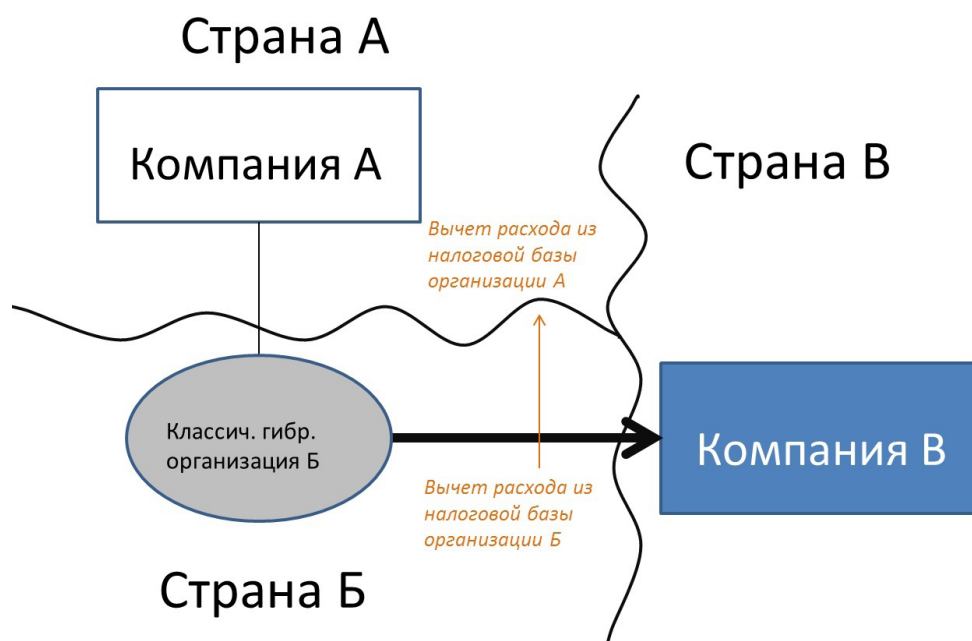 Страна А
Компания А
Страна В
Вычет расхода из
налоговой базы
организации А
Классич. гибр.
организация Б
Компания В
Вычет расхода из
налоговой базы
организации Б
Страна Б